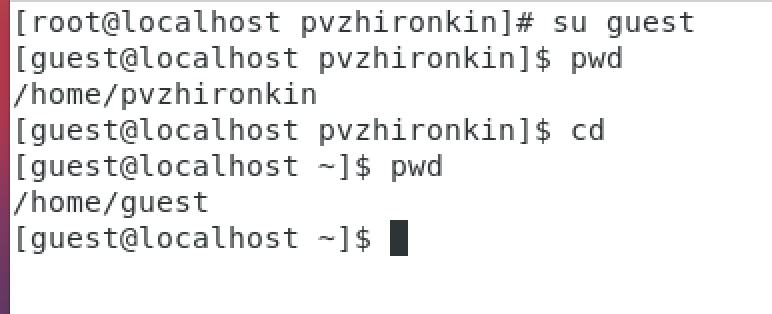 [root@localhost pvzhironkin]# su guest
[guest@localhost pvzhironkin]$ pwd
/home/pvzhironkin
[guest@localhost pvzhironkin]$ cd
[guest@localhost ~]$ pwd
/home/guest
[guest@localhost ~]$